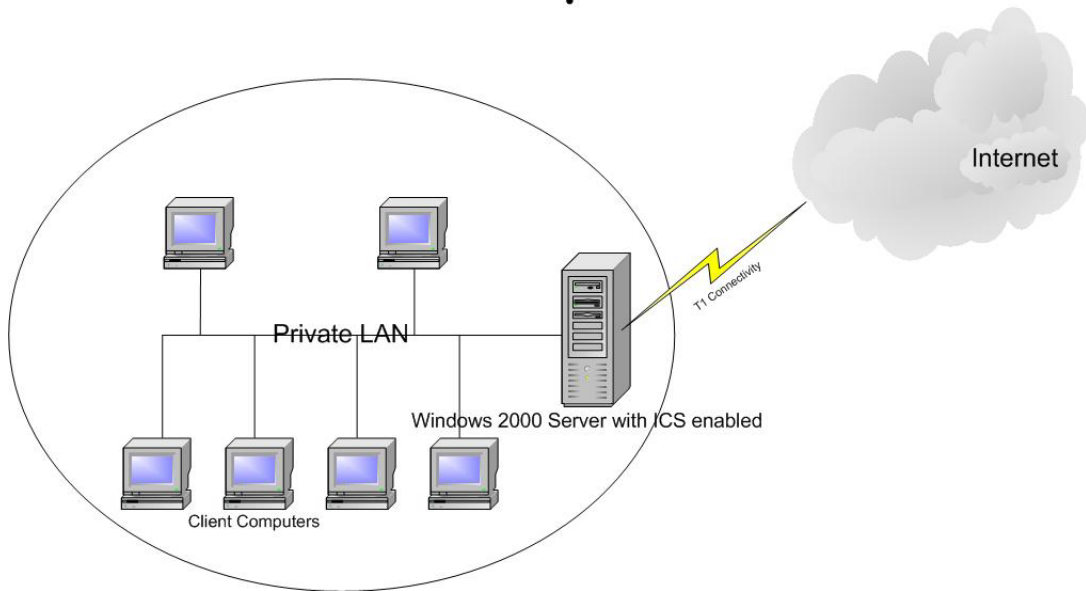 Internet
T1 Connectivity
Private LAN
Windows 2000 Server with ICS enabled
Client Computers